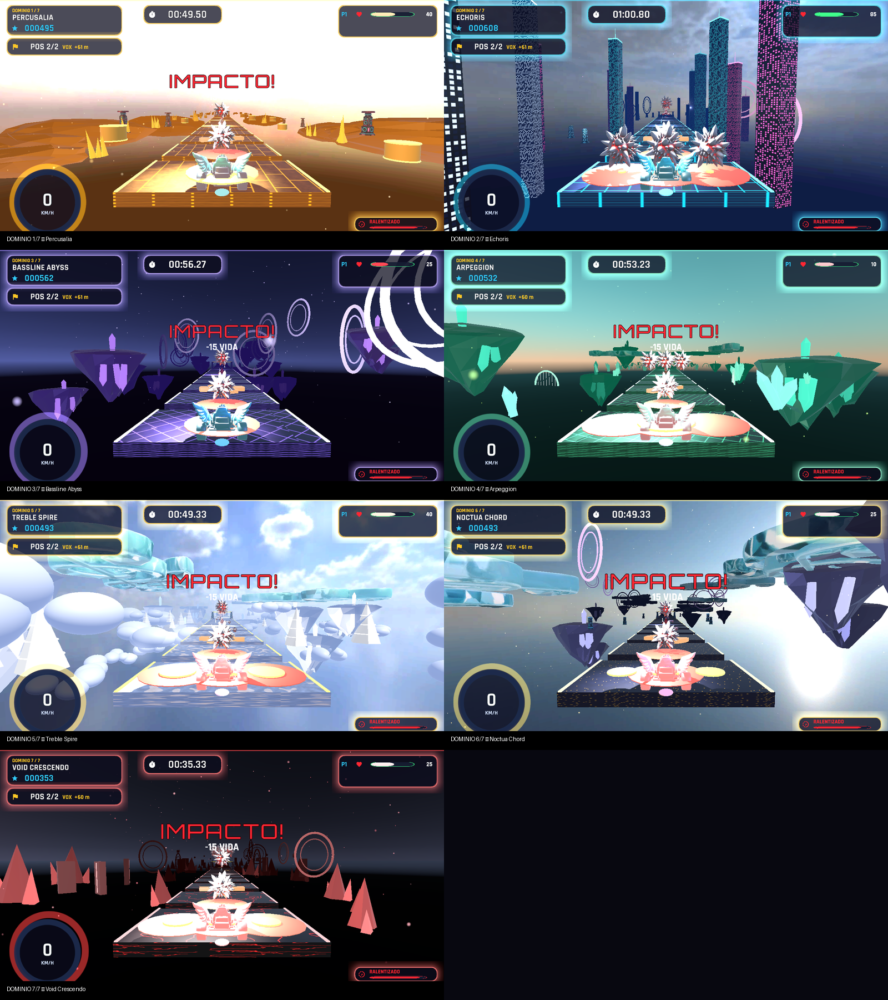 DOMINIO 1/7
PERCUSALIA
000495
POS 2/2 VOX +61 m
00:49.50
P1 40
IMPACTO!
0
KM/H
RALENTIZADO
DOMINIO 1/7 Percusalia
DOMINIO 2/7
ECHORIS
000608
POS 2/2 VOX +61 m
01:00.80
P1 85
0
KM/H
RALENTIZADO
DOMINIO 2/7 Echoris
DOMINIO 3/7
BASSLINE ABYSS
000562
POS 2/2 VOX +61 m
00:56.27
P1 25
IMPACTO!
-15 VIDA
0
KM/H
RALENTIZADO
DOMINIO 3/7 Bassline Abyss
DOMINIO 4/7
ARPEGGION
000532
POS 2/2 VOX +60 m
00:53.23
P1 10
IMPACTO!
-15 VIDA
0
KM/H
RALENTIZADO
DOMINIO 4/7 Arpeggion
DOMINIO 5/7
TREBLE SPIRE
000493
POS 2/2 VOX +61 m
00:49.33
P1 40
IMPACTO!
-15 VIDA
0
KM/H
RALENTIZADO
DOMINIO 5/7 Treble Spire
DOMINIO 6/7
NOCTUA CHORD
000493
POS 2/2 VOX +61 m
00:49.33
P1 25
IMPACTO!
-15 VIDA
0
KM/H
RALENTIZADO
DOMINIO 6/7 Noctua Chord
DOMINIO 7/7
VOID CRESCENDO
000353
POS 2/2 VOX +60 m
00:35.33
P1 25
IMPACTO!
-15 VIDA
0
KM/H
RALENTIZADO
DOMINIO 7/7 Void Crescendo